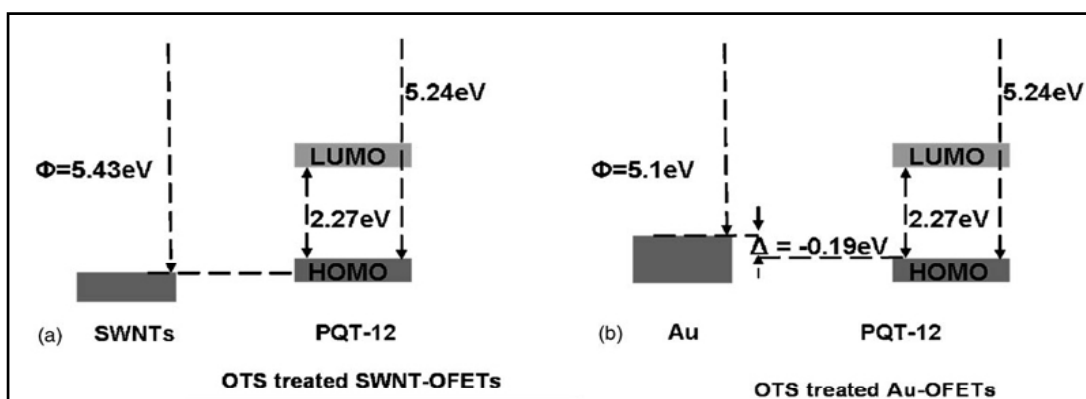 5.24eV
LUMO
Φ=5.43eV
2.27eV
HOMO
(a) SWNTs PQT-12
OTS treated SWNT-OFETs
5.24eV
LUMO
Φ=5.1eV
2.27eV
Δ = -0.19eV
HOMO
(b) Au PQT-12
OTS treated Au-OFETs